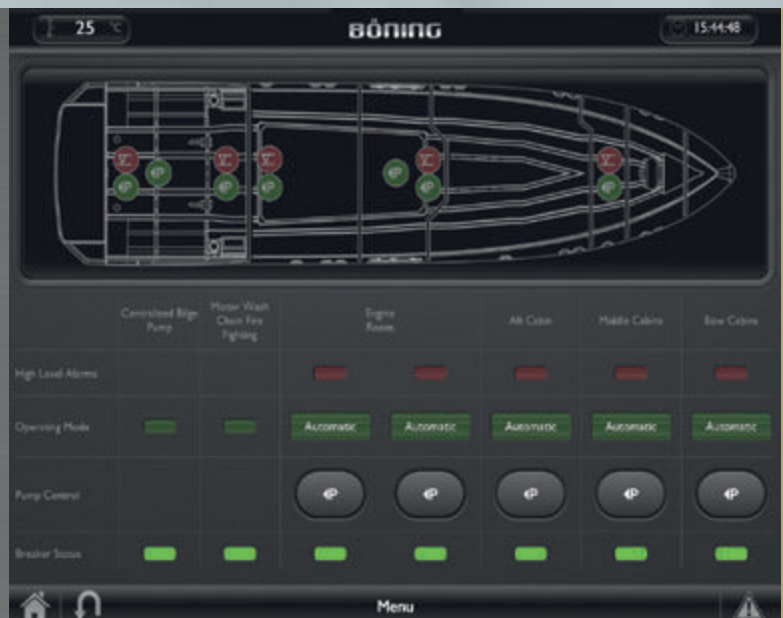 25 °C
BÖNING
15:44:48
Centralised Bilge
Pump
Motor Wash
Chain Fire
Fighting
Engine
Room
Aft Cabin
Middle Cabins
Bow Cabins
High Level Alarms
Operating Mode
Automatic
Automatic
Automatic
Automatic
Automatic
Pump Control
P
P
P
P
P
Breaker Status
Menu